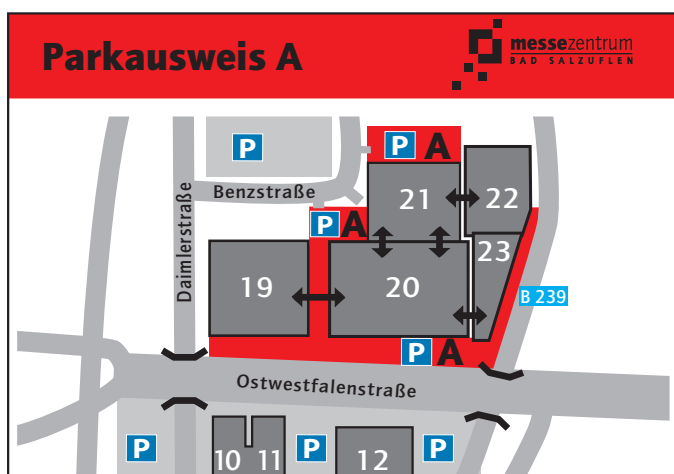 Parkausweis A
messezentrum
BAD SALZUFLEN
P
P A
Benzstraße
Daimlerstraße
21
22
P A
23
19
20
B 239
P A
Ostwestfalenstraße
P
10
11
P
12
P